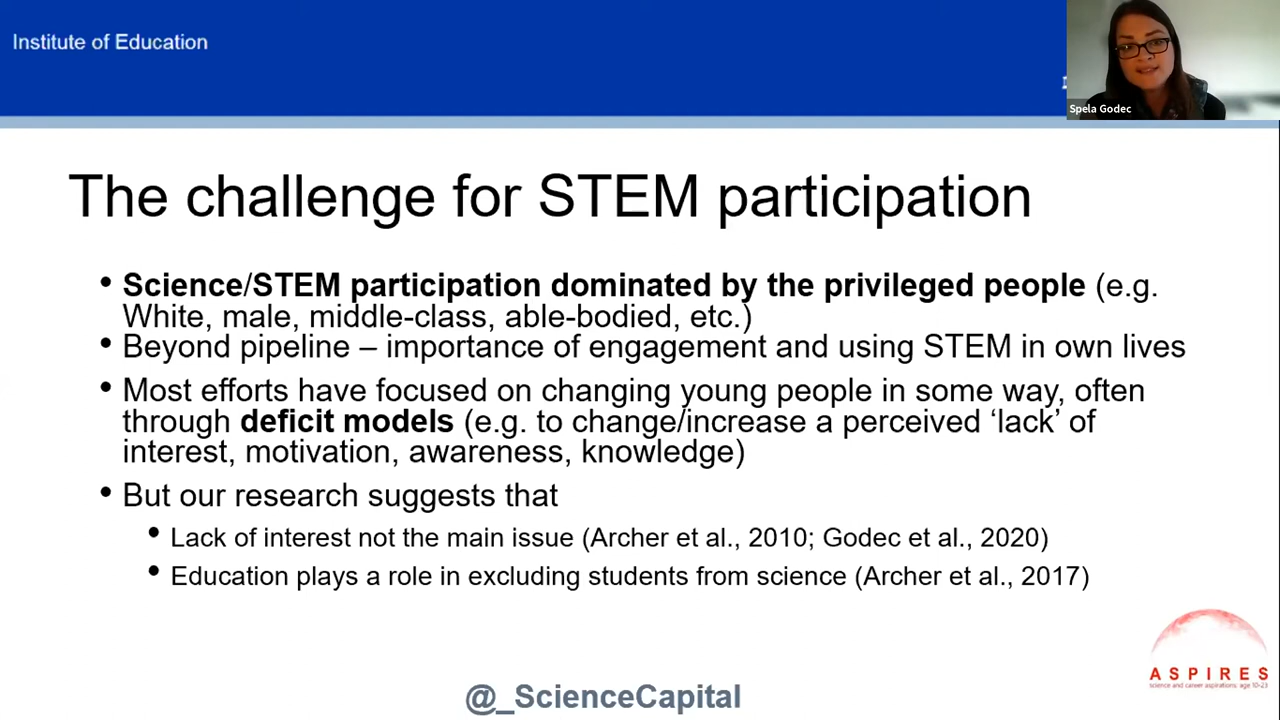 Institute of Education
Spela Godec
The challenge for STEM participation
• Science/STEM participation dominated by the privileged people (e.g.
White, male, middle-class, able-bodied, etc.)
• Beyond pipeline – importance of engagement and using STEM in own lives
• Most efforts have focused on changing young people in some way, often
through deficit models (e.g. to change/increase a perceived ‘lack’ of
interest, motivation, awareness, knowledge)
• But our research suggests that
• Lack of interest not the main issue (Archer et al., 2010; Godec et al., 2020)
• Education plays a role in excluding students from science (Archer et al., 2017)
ASPIRES
science and career aspirations: age 10-23
@_ScienceCapital